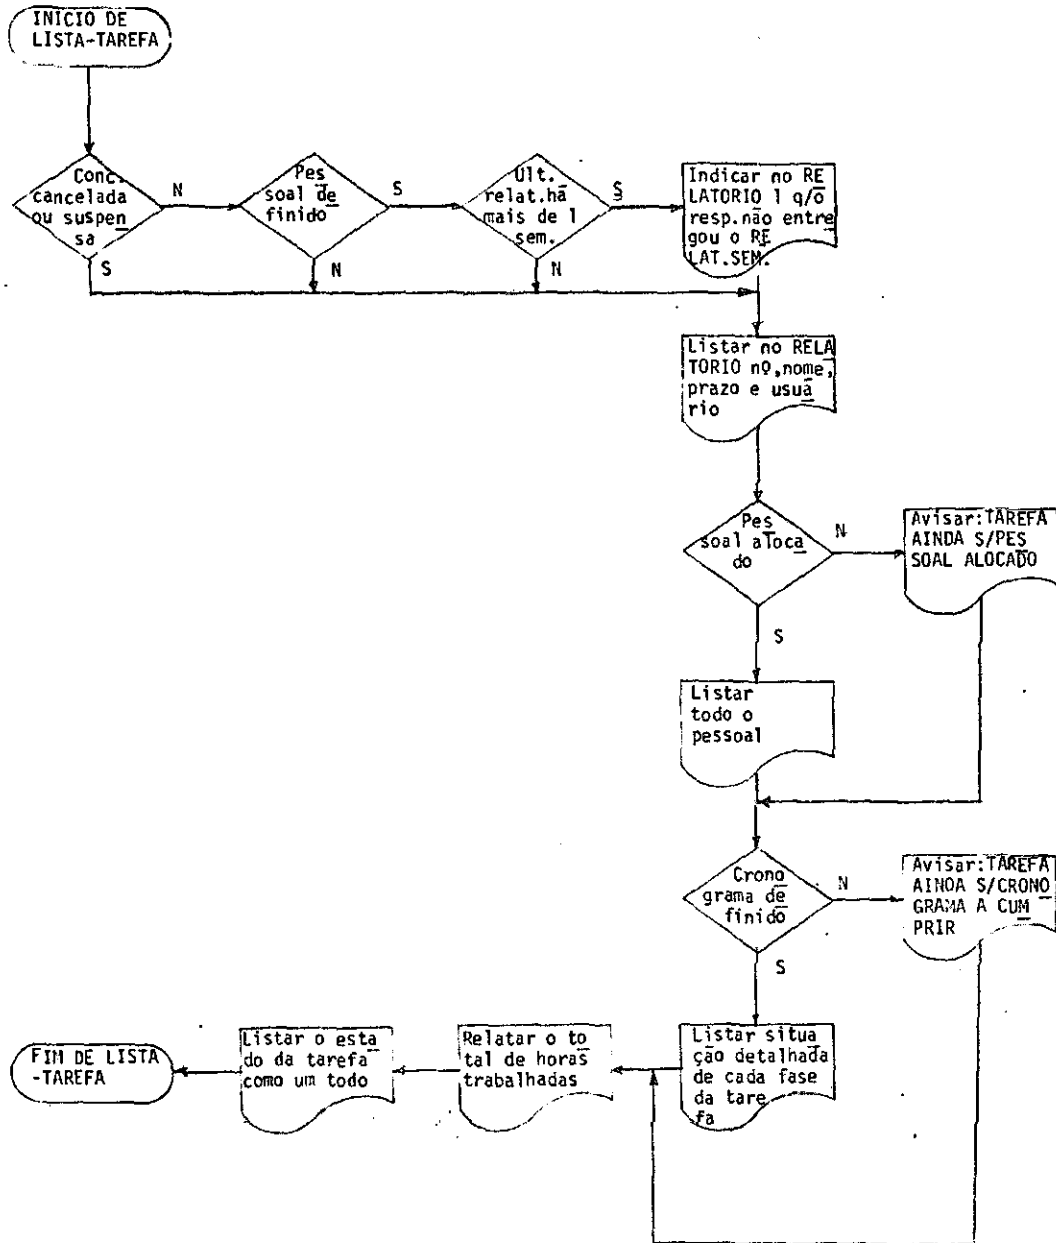 INICIO DE
LISTA-TAREFA
Conc.
cancelada
ou suspen
sa
N
S
Pes
soal de
finido
S
N
Ult.
relat.há
mais de 1
sem.
S
N
Indicar no RE
LATORIO 1 q/o
resp.não entre
gou o RE
LAT.SEM.
Listar no RELA
TORIO nº,nome,
prazo e usuá
rio
Pes
soal aloca
do
N
S
Avisar:TAREFA
AINDA S/PES
SOAL ALOCADO
Listar
todo o
pessoal
Crono
grama de
finido
N
S
Avisar:TAREFA
AINDA S/CRONO
GRAMA A CUM
PRIR
Listar situa
ção detalhada
de cada fase
da tare
fa
Relatar o to
tal de horas
trabalhadas
Listar o esta
do da tarefa
como um todo
FIM DE LISTA
-TAREFA